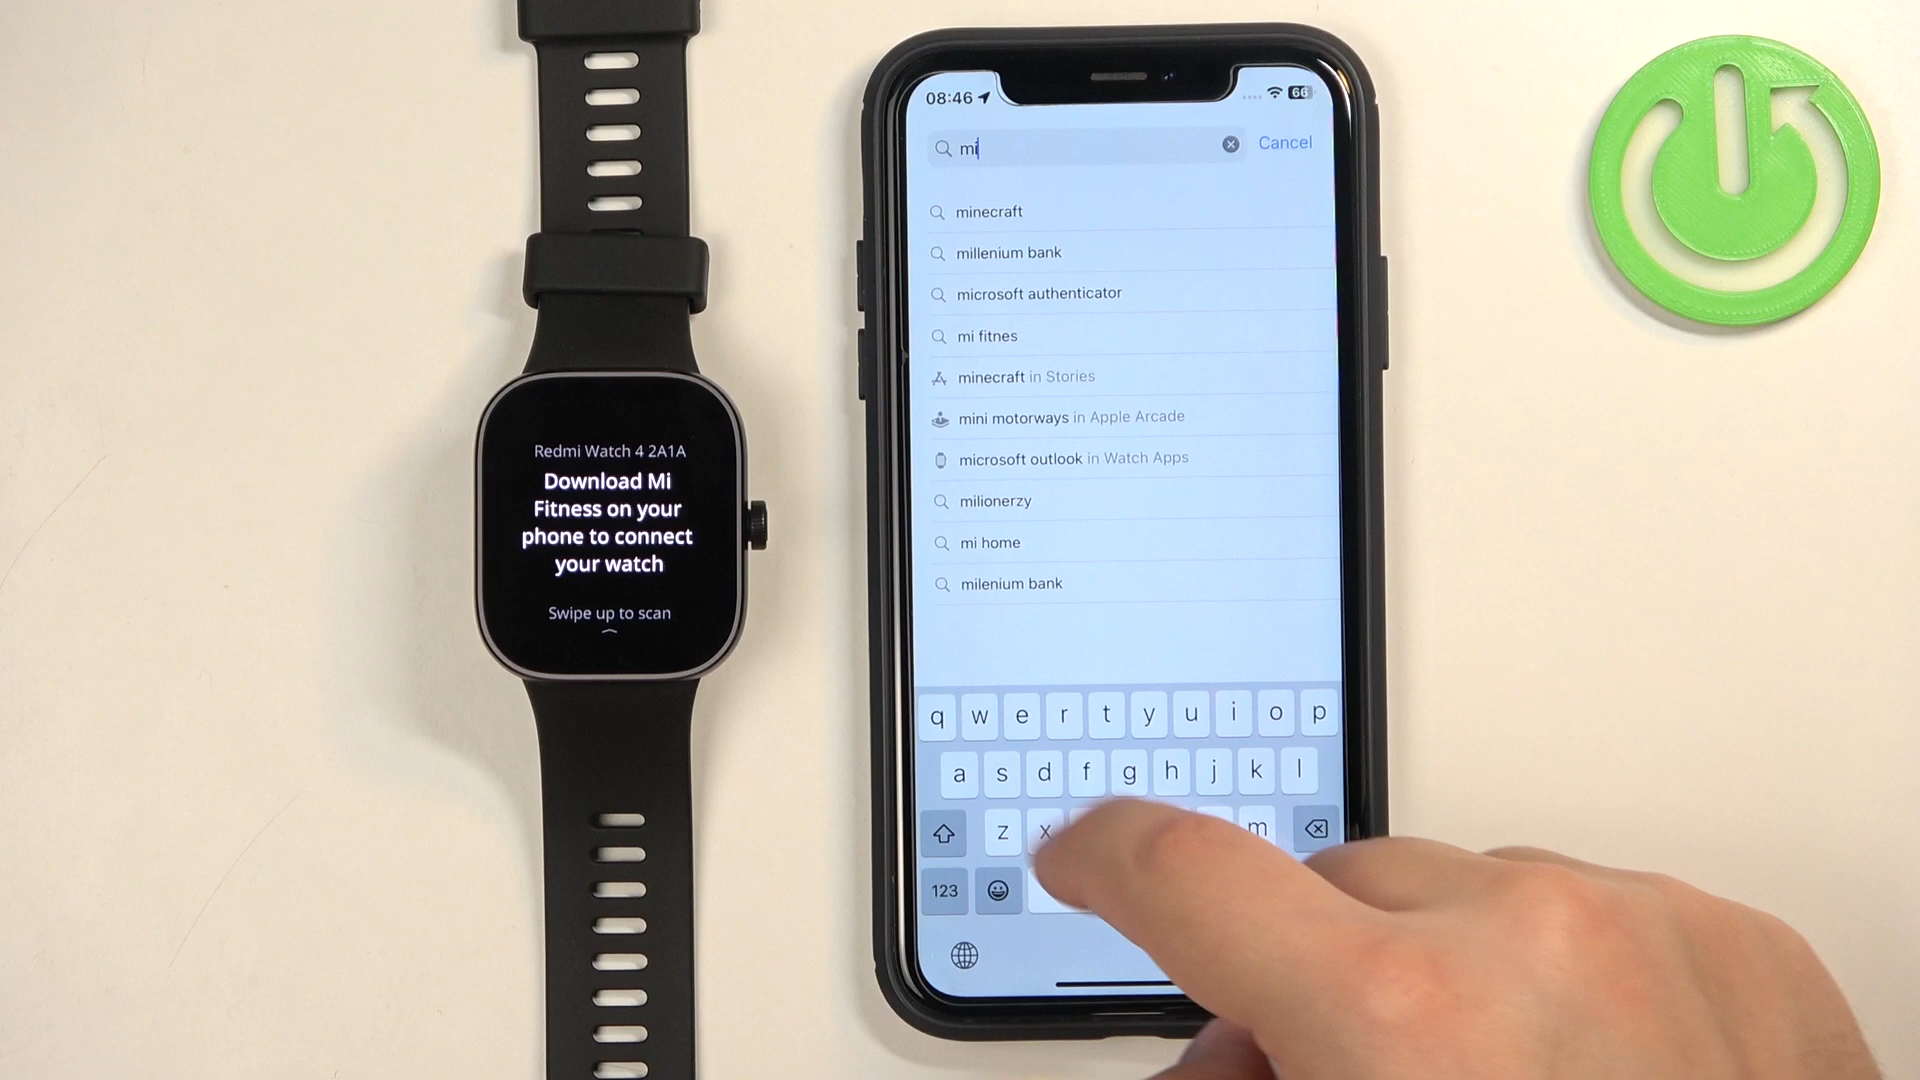 Redmi Watch 4 2A1A
Download Mi
Fitness on your
phone to connect
your watch
Swipe up to scan
08:46
66
mi
Cancel
minecraft
millenium bank
microsoft authenticator
mi fitnes
minecraft in Stories
mini motorways in Apple Arcade
microsoft outlook in Watch Apps
milionerzy
mi home
milenium bank
q w e r t y u i o p
a s d f g h j k l
z x m
123